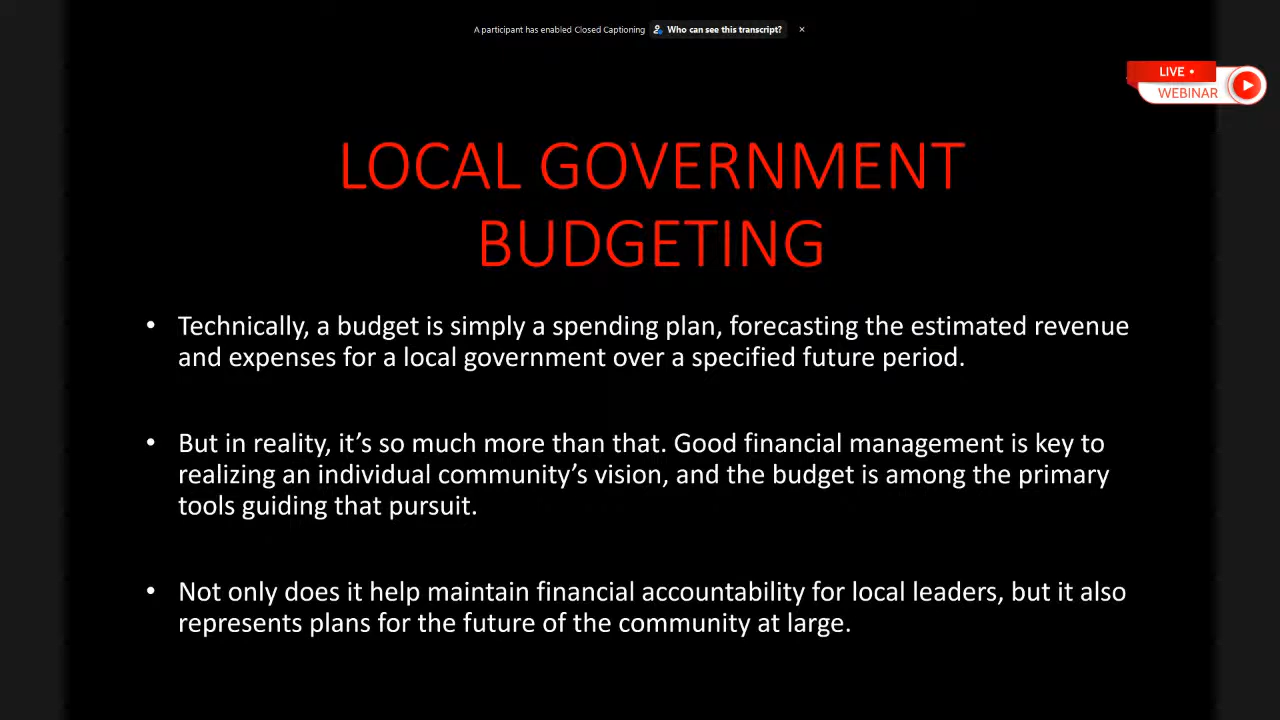 A participant has enabled Closed Captioning Who can see this transcript? ×
LIVE •
WEBINAR
LOCAL GOVERNMENT
BUDGETING
• Technically, a budget is simply a spending plan, forecasting the estimated revenue
and expenses for a local government over a specified future period.
• But in reality, it’s so much more than that. Good financial management is key to
realizing an individual community’s vision, and the budget is among the primary
tools guiding that pursuit.
• Not only does it help maintain financial accountability for local leaders, but it also
represents plans for the future of the community at large.